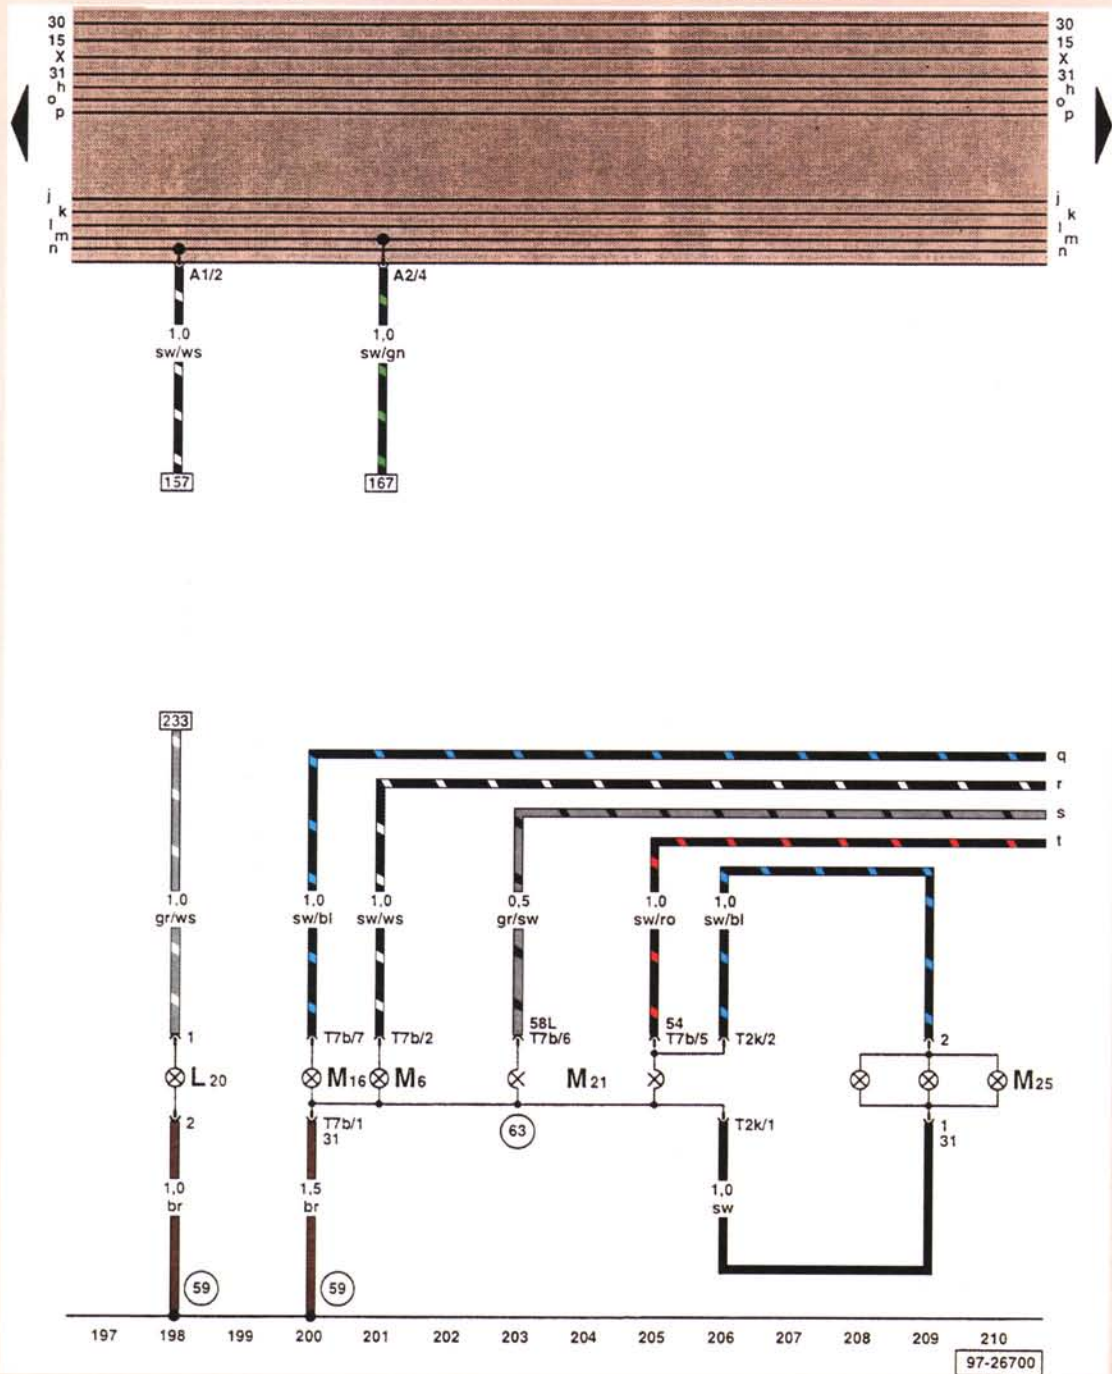 30 30
15 15
X X
31 31
h h
o o
p p
j j
k k
l l
m m
n n
A1/2 A2/4
1,0 1,0
sw/ws sw/gn
157 167
233
q
r
s
t
1.0 1,0 1,0 0,5 1.0 1,0
gr/ws sw/bl sw/ws gr/sw sw/ro sw/bl
58L 54
1 T7b/7 T7b/2 T7b/6 T7b/5 T2k/2 2
L20 M16 M6 M21 M25
2 T7b/1 63 T2k/1 1
31 31
1,0 1,5 1,0
br br sw
59 59
197 198 199 200 201 202 203 204 205 206 207 208 209 210
97-26700